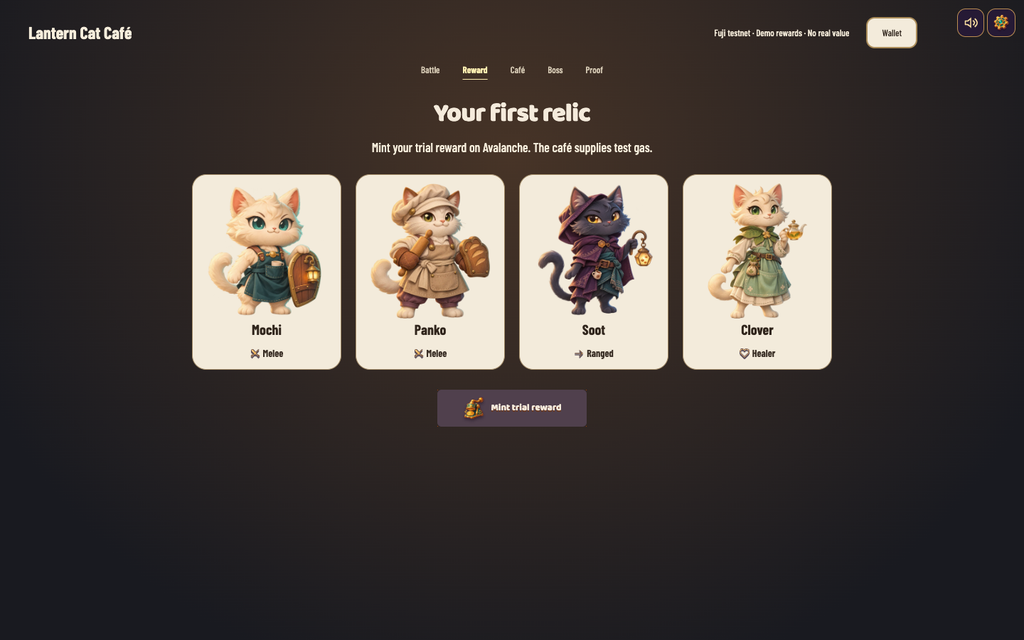 Lantern Cat Café
Fuji testnet · Demo rewards · No real value
Wallet
Battle
Reward
Café
Boss
Proof
Your first relic
Mint your trial reward on Avalanche. The café supplies test gas.
Mochi
Melee
Panko
Melee
Soot
Ranged
Clover
Healer
Mint trial reward